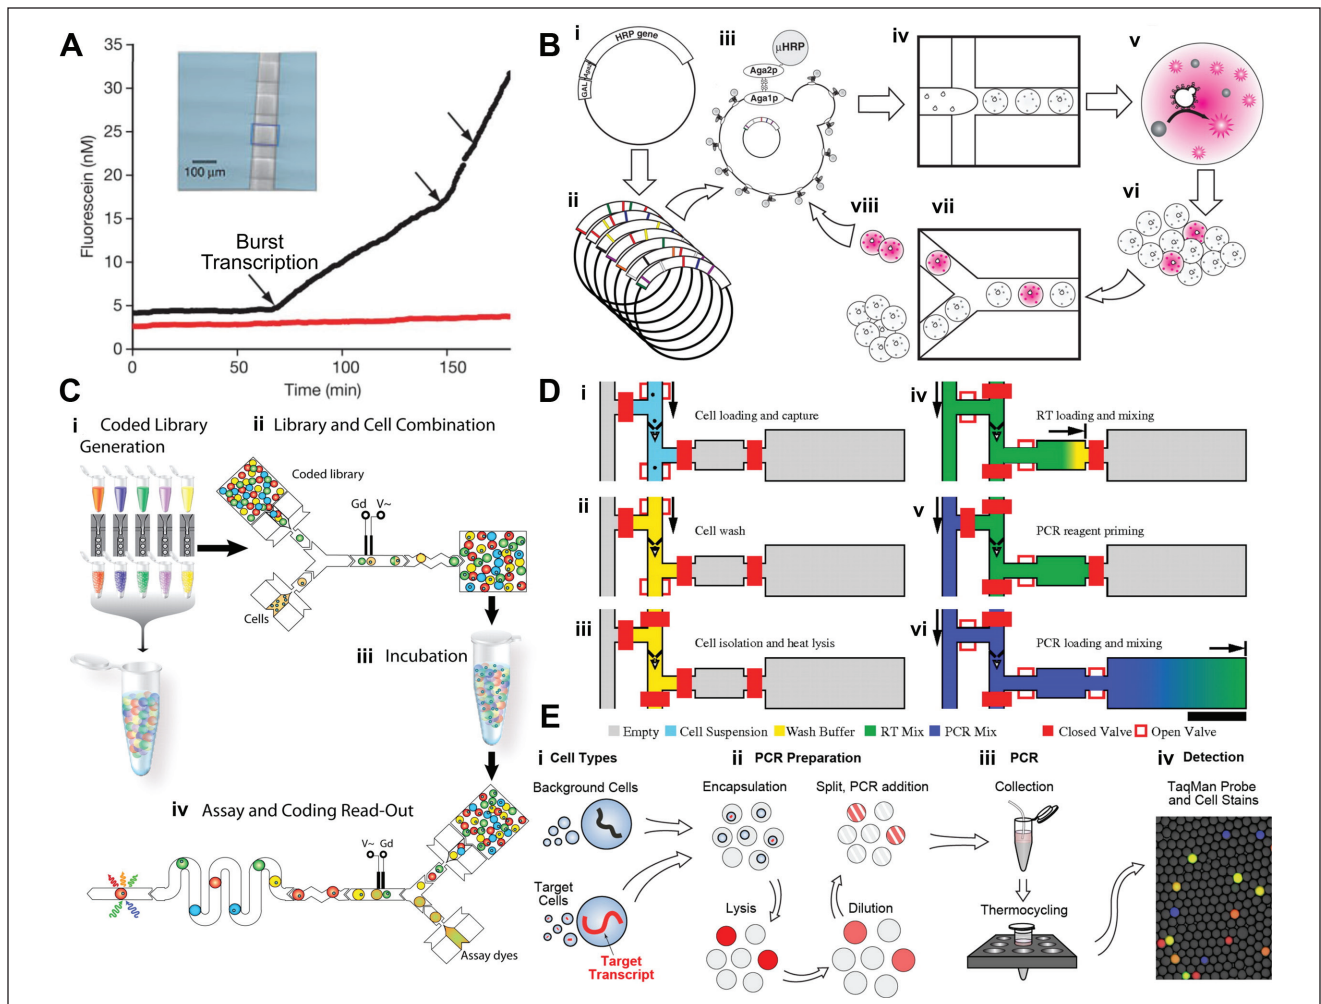 A
35
30
25
20
15
10
5
0
Fluorescein (nM)
0
50
100
150
Time (min)
100 μm
Burst
Transcription
B
i
HRP gene
Aga2
GAL
ii
iii
μHRP
Aga2p
Aga1p
iv
v
vi
vii
viii
C
i
Coded Library
Generation
ii Library and Cell Combination
Coded library
Gd
V~
Cells
iii Incubation
iv Assay and Coding Read-Out
V~
Gd
Assay dyes
D
i
Cell loading and capture
ii
Cell wash
iii
Cell isolation and heat lysis
iv
RT loading and mixing
v
PCR reagent priming
vi
PCR loading and mixing
Empty
Cell Suspension
Wash Buffer
RT Mix
PCR Mix
Closed Valve
Open Valve
E
i Cell Types
Background Cells
Target
Cells
Target
Transcript
ii PCR Preparation
Encapsulation
Split, PCR addition
Lysis
Dilution
iii PCR
Collection
Thermocycling
iv Detection
TaqMan Probe
and Cell Stains